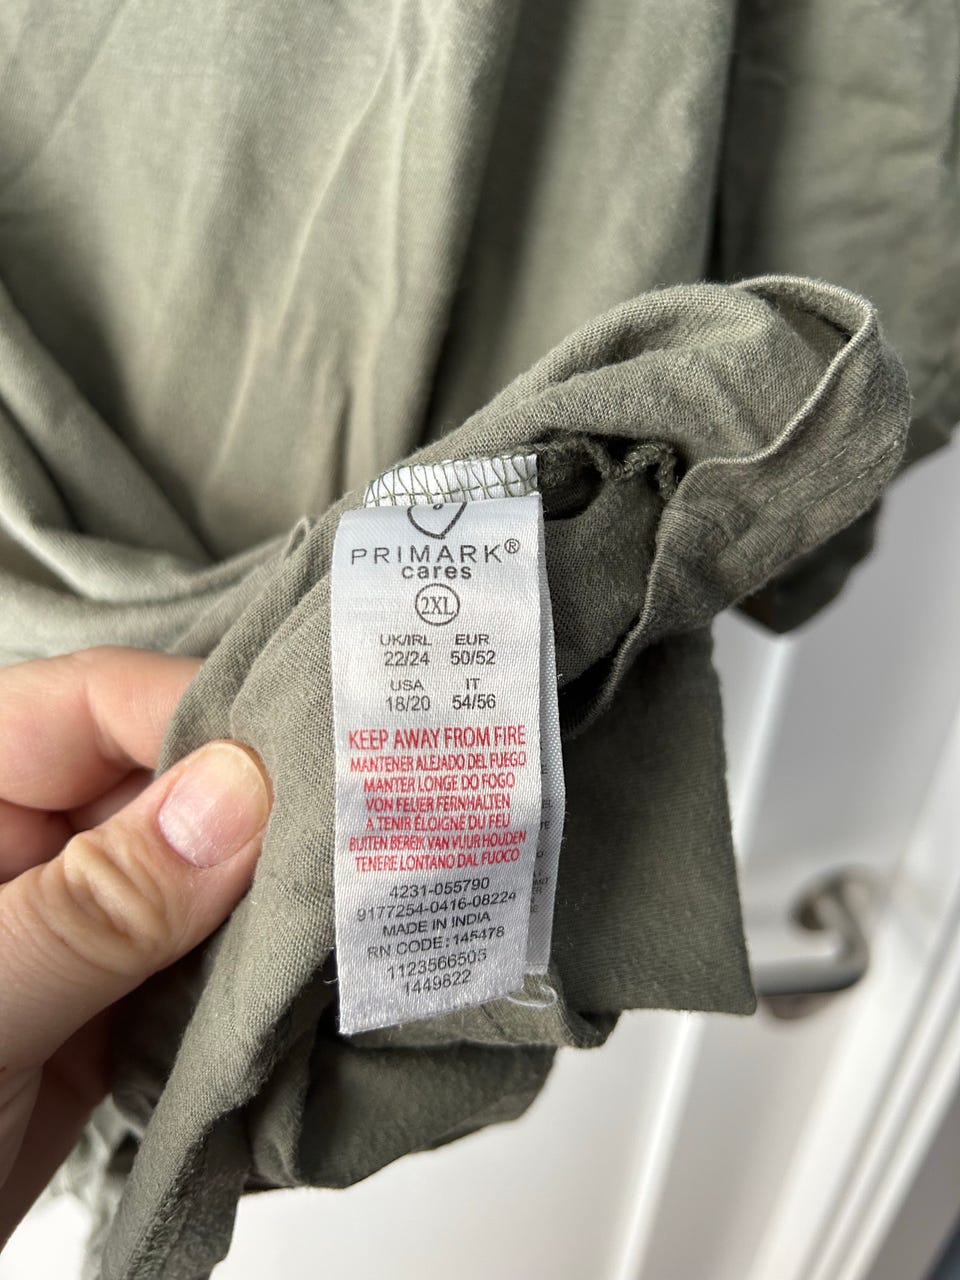 PRIMARK®
cares
2XL
UK/IRL EUR
22/24 50/52
USA IT
18/20 54/56
KEEP AWAY FROM FIRE
MANTENER ALEJADO DEL FUEGO
MANTER LONGE DO FOGO
VON FEUER FERNHALTEN
A TENIR ÉLOIGNE DU FEU
BUITEN BEREIK VAN VUUR HOUDEN
TENERE LONTANO DAL FUOCO
4231-055790
9177254-0416-08224
MADE IN INDIA
RN CODE: 145478
1123566505
1449822